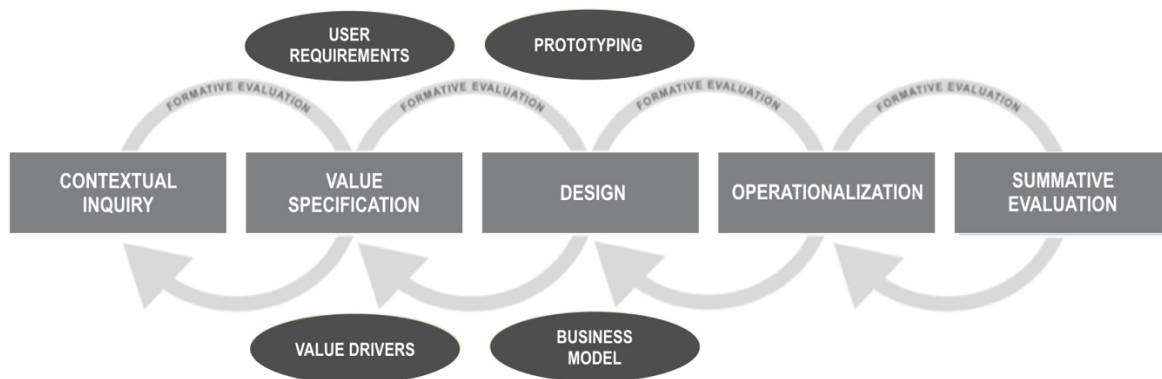 USER
REQUIREMENTS
PROTOTYPING
FORMATIVE EVALUATION
FORMATIVE EVALUATION
FORMATIVE EVALUATION
FORMATIVE EVALUATION
CONTEXTUAL
INQUIRY
VALUE
SPECIFICATION
DESIGN
OPERATIONALIZATION
SUMMATIVE
EVALUATION
VALUE DRIVERS
BUSINESS
MODEL